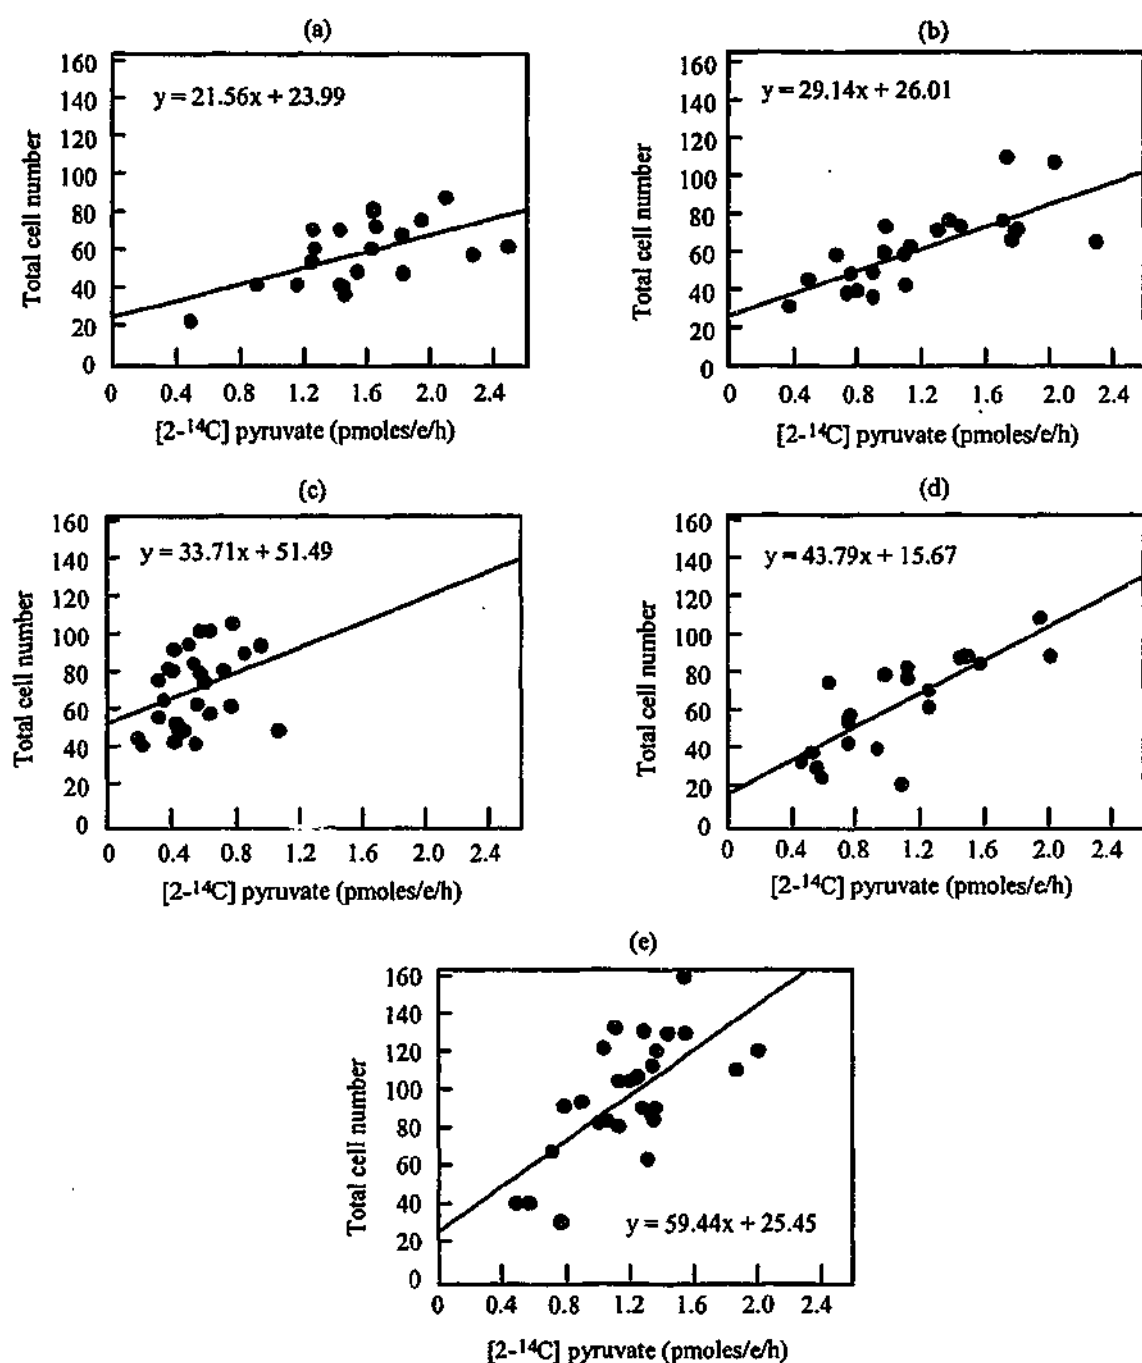 (a)
160
140
120
100
80
60
40
20
0
Total cell number
y = 21.56x + 23.99
0 0.4 0.8 1.2 1.6 2.0 2.4
[2-¹⁴C] pyruvate (pmoles/e/h)
(b)
160
140
120
100
80
60
40
20
0
Total cell number
y = 29.14x + 26.01
0 0.4 0.8 1.2 1.6 2.0 2.4
[2-¹⁴C] pyruvate (pmoles/e/h)
(c)
160
140
120
100
80
60
40
20
0
Total cell number
y = 33.71x + 51.49
0 0.4 0.8 1.2 1.6 2.0 2.4
[2-¹⁴C] pyruvate (pmoles/e/h)
(d)
160
140
120
100
80
60
40
20
0
Total cell number
y = 43.79x + 15.67
0 0.4 0.8 1.2 1.6 2.0 2.4
[2-¹⁴C] pyruvate (pmoles/e/h)
(e)
160
140
120
100
80
60
40
20
0
Total cell number
y = 59.44x + 25.45
0 0.4 0.8 1.2 1.6 2.0 2.4
[2-¹⁴C] pyruvate (pmoles/e/h)